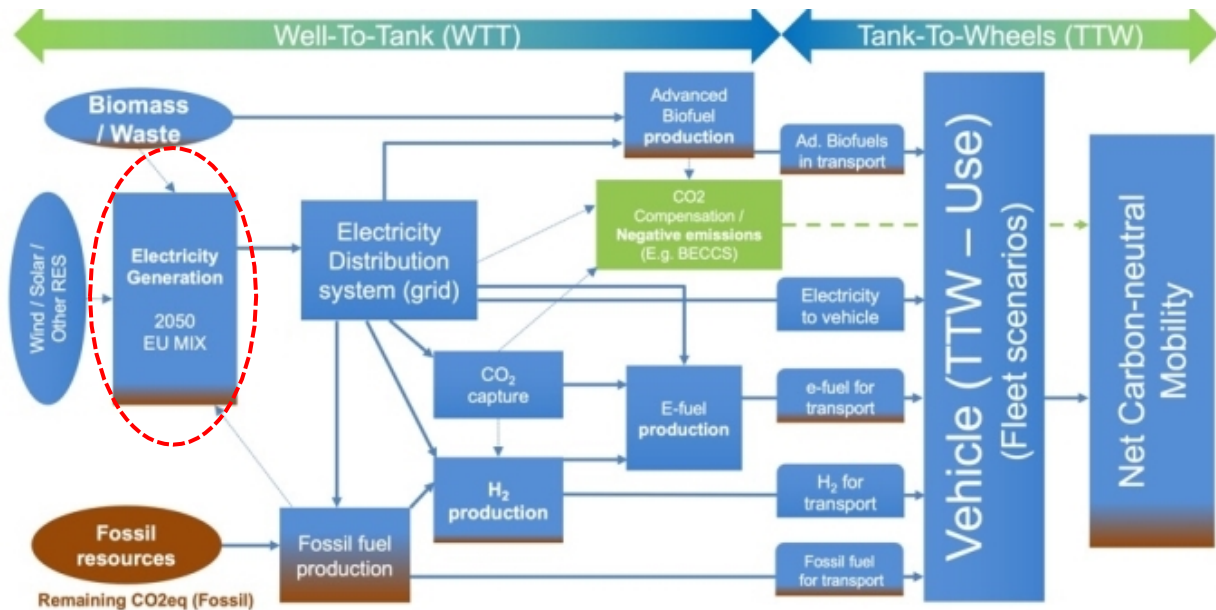 Well-To-Tank (WTT)
Tank-To-Wheels (TTW)
Biomass
/ Waste
Advanced
Biofuel
production
Ad. Biofuels
in transport
Wind / Solar /
Other RES
Electricity
Generation
2050
EU MIX
Electricity
Distribution
system (grid)
CO2
Compensation /
Negative emissions
(E.g. BECCS)
Electricity
to vehicle
CO₂
capture
E-fuel
production
e-fuel for
transport
H₂
production
H₂ for
transport
Fossil
resources
Fossil fuel
production
Fossil fuel
for transport
Remaining CO2eq (Fossil)
Vehicle (TTW – Use)
(Fleet scenarios)
Net Carbon-neutral
Mobility